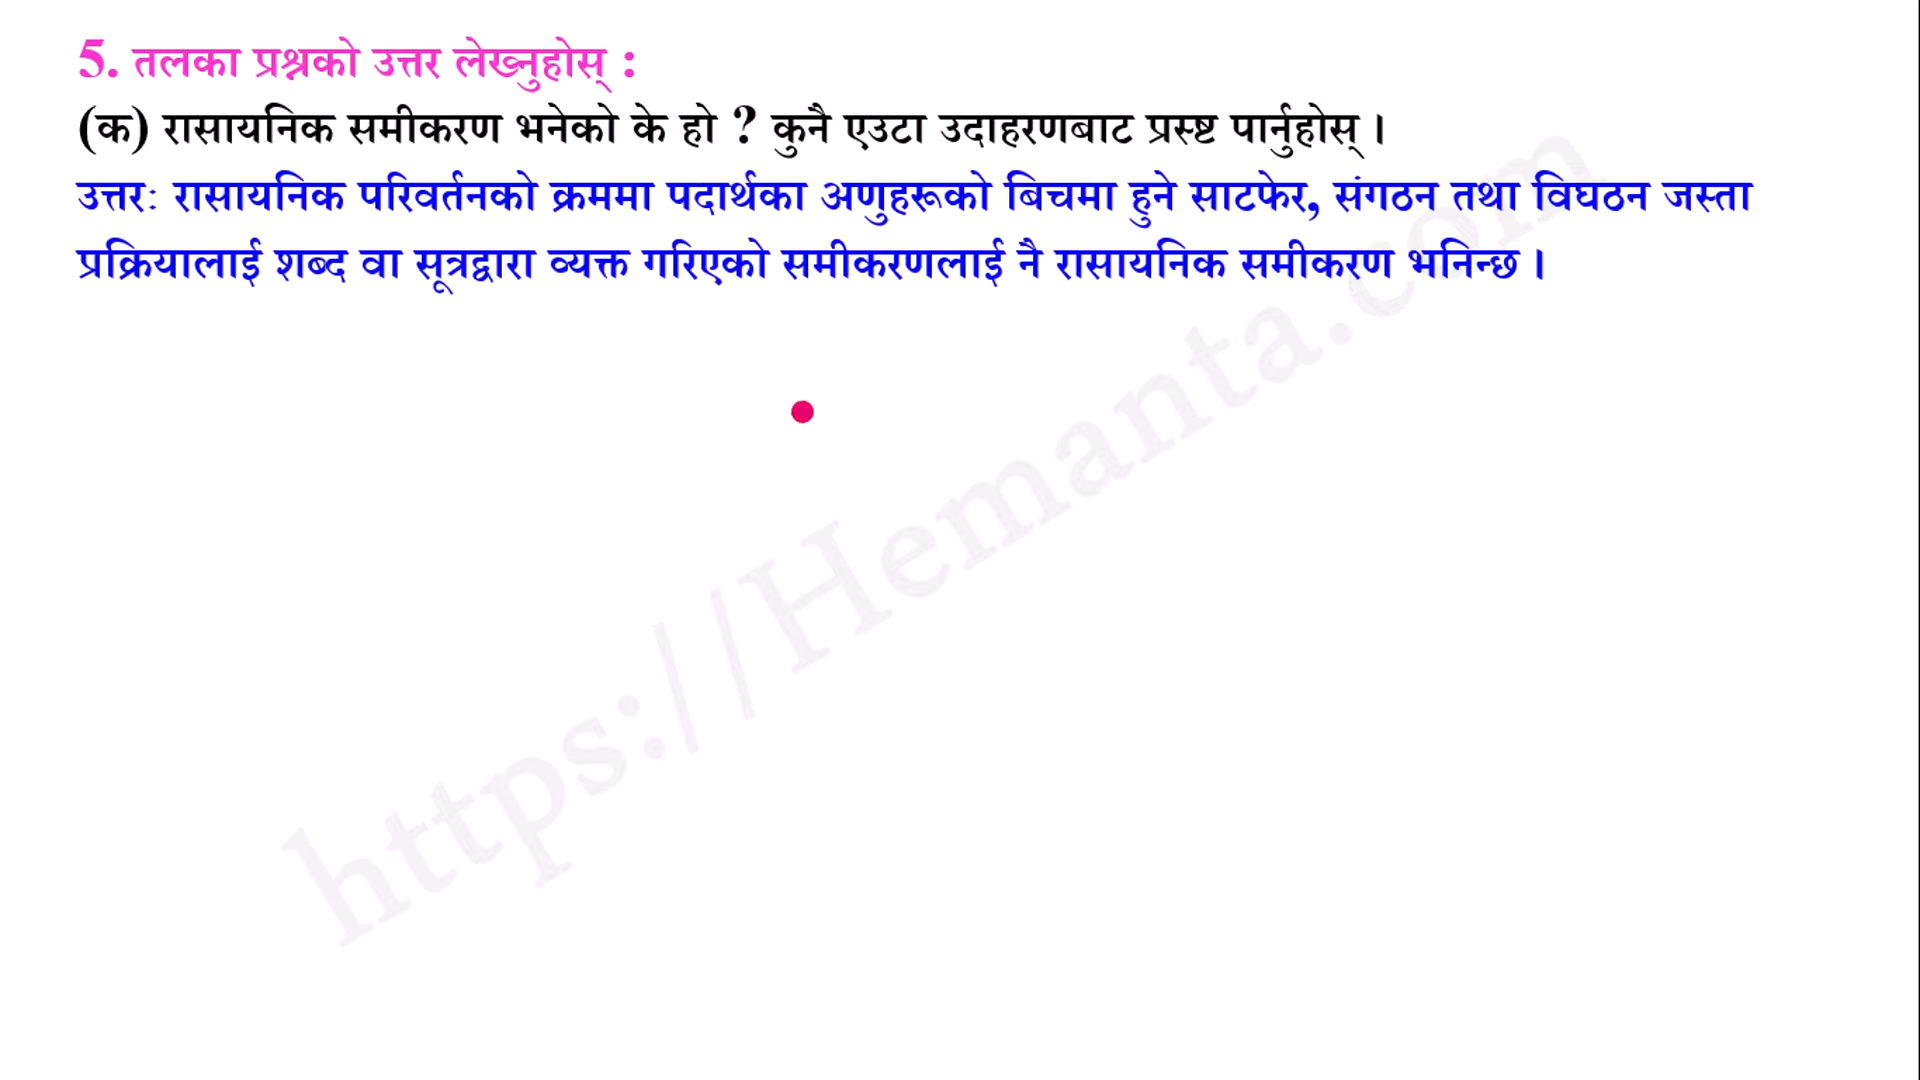 5. तलका प्रश्नको उत्तर लेख्नुहोस् :
(क) रासायनिक समीकरण भनेको के हो ? कुनै एउटा उदाहरणबाट प्रस्ष्ट पार्नुहोस् ।
उत्तरः रासायनिक परिवर्तनको क्रममा पदार्थका अणुहरूको बिचमा हुने साटफेर, संगठन तथा विघठन जस्ता
प्रक्रियालाई शब्द वा सूत्रद्वारा व्यक्त गरिएको समीकरणलाई नै रासायनिक समीकरण भनिन्छ ।
https://Hemanta.com